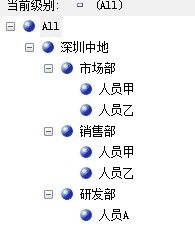 当前级别: (All)
All
深圳中地
市场部
人员甲
人员乙
销售部
人员甲
人员乙
研发部
人员A